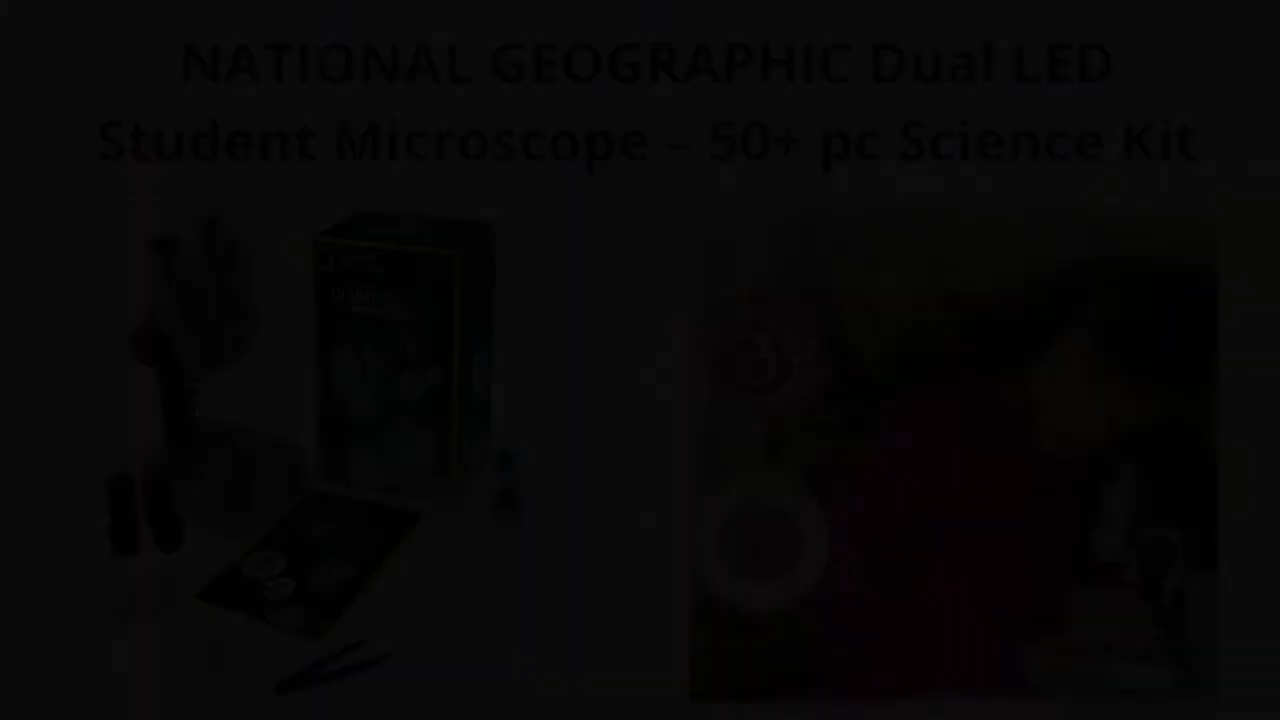 NATIONAL GEOGRAPHIC Dual LED
Student Microscope – 50+ pc Science Kit